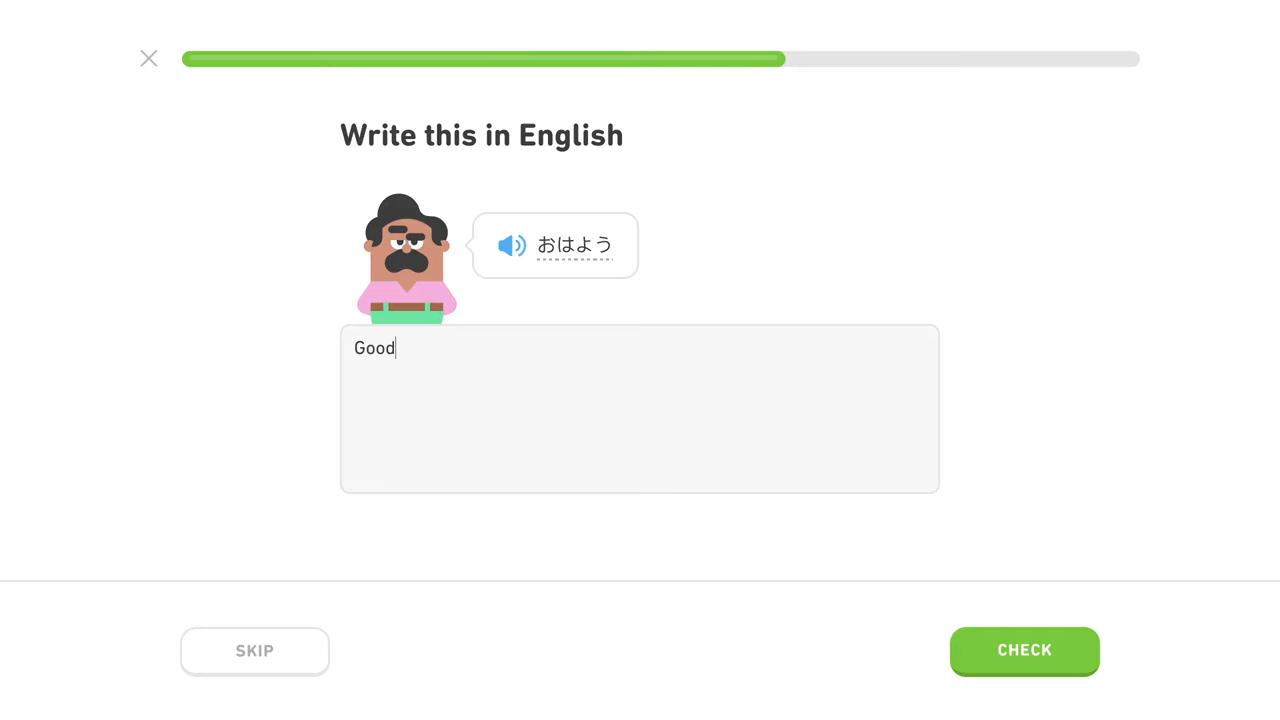 Write this in English
おはよう
Good
SKIP
CHECK